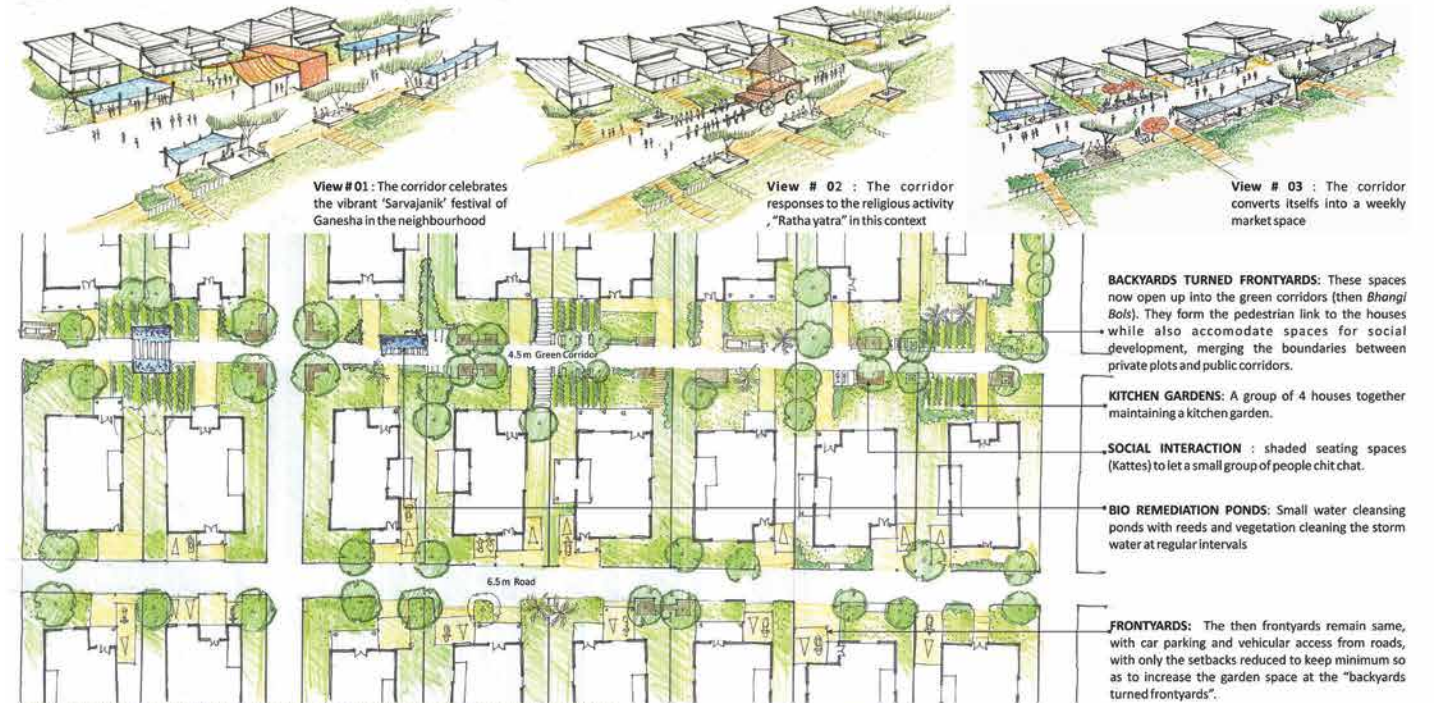 View # 01 : The corridor celebrates
the vibrant 'Sarvajanik' festival of
Ganesha in the neighbourhood
View # 02 : The corridor
responses to the religious activity
, "Ratha yatra" in this context
View # 03 : The corridor
converts itselfs into a weekly
market space
4.5 m Green Corridor
6.5 m Road
BACKYARDS TURNED FRONTYARDS: These spaces
now open up into the green corridors (then Bhangi
Bols). They form the pedestrian link to the houses
while also accomodate spaces for social
development, merging the boundaries between
private plots and public corridors.
KITCHEN GARDENS: A group of 4 houses together
maintaining a kitchen garden.
SOCIAL INTERACTION : shaded seating spaces
(Kattes) to let a small group of people chit chat.
BIO REMEDIATION PONDS: Small water cleansing
ponds with reeds and vegetation cleaning the storm
water at regular intervals
FRONTYARDS: The then frontyards remain same,
with car parking and vehicular access from roads,
with only the setbacks reduced to keep minimum so
as to increase the garden space at the "backyards
turned frontyards".